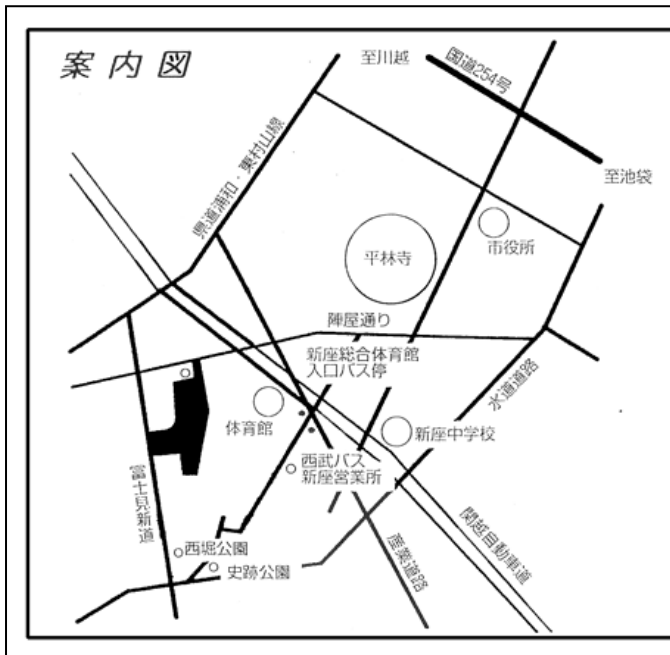 案内図
至川越
国道254号
至池袋
県道浦和・東村山線
市役所
平林寺
陣屋通り
新座総合体育館
入口バス停
水道道路
体育館
新座中学校
西武バス
新座営業所
富士見新道
関越自動車道
産業道路
西堀公園
史跡公園